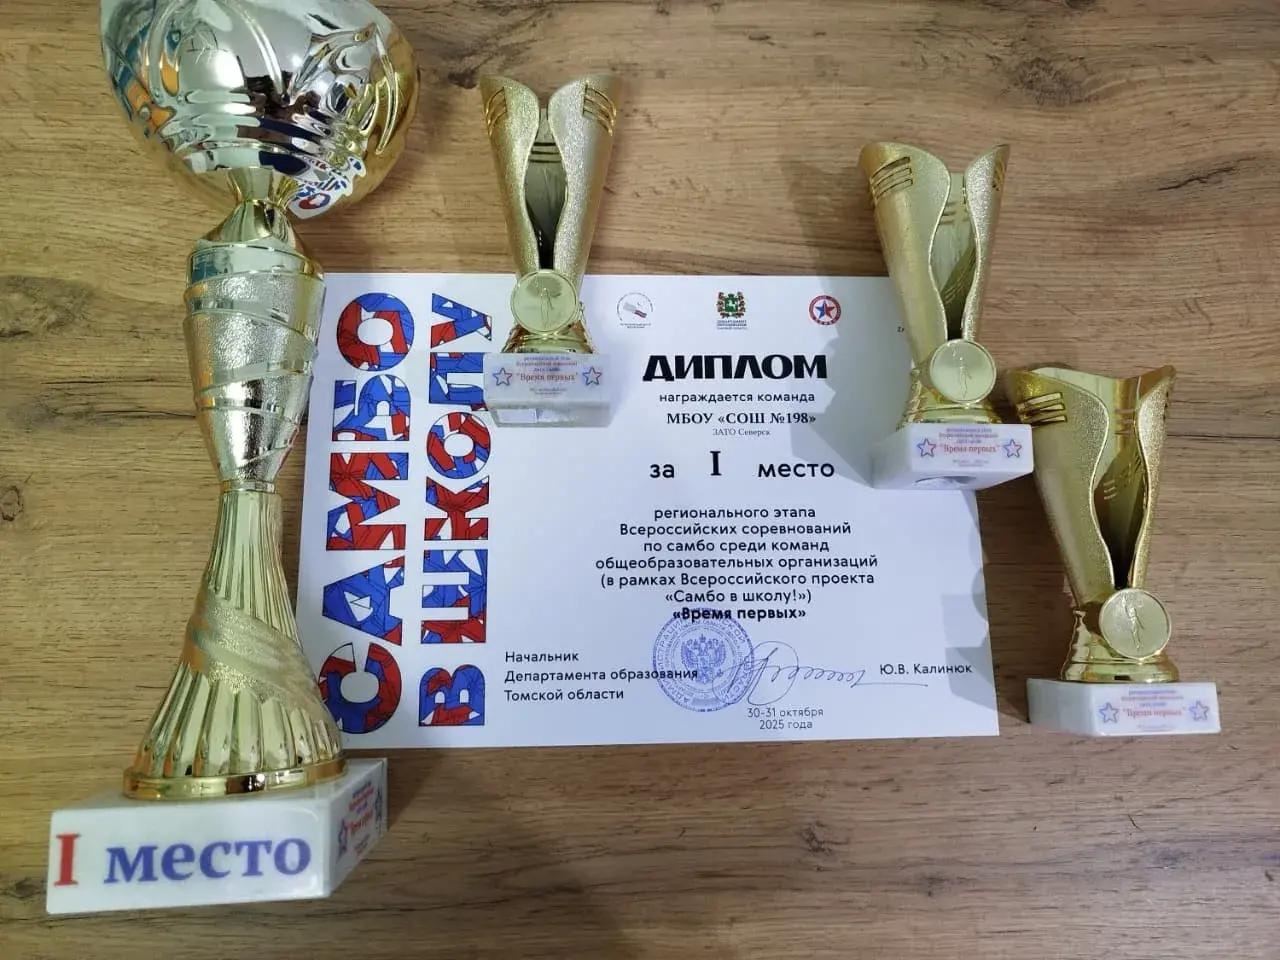 САМБО
В ШКОЛУ
ДИПЛОМ
награждается команда
МБОУ «СОШ №198»
ЗАТО Северск
за I место
регионального этапа
Всероссийских соревнований
по самбо среди команд
общеобразовательных организаций
(в рамках Всероссийского проекта
«Самбо в школу!»)
«Время первых»
Начальник
Департамента образования
Томской области
Ю.В. Калинюк
30-31 октября
2025 года
"Время первых"
"Время первых"
"Время первых"
I место